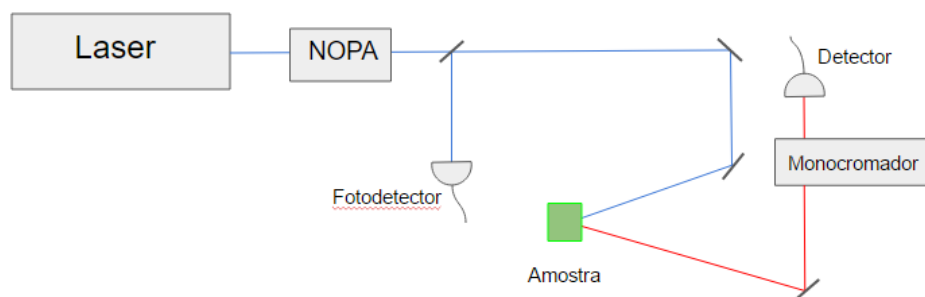 Laser
NOPA
Detector
Monocromador
Fotodetector
Amostra